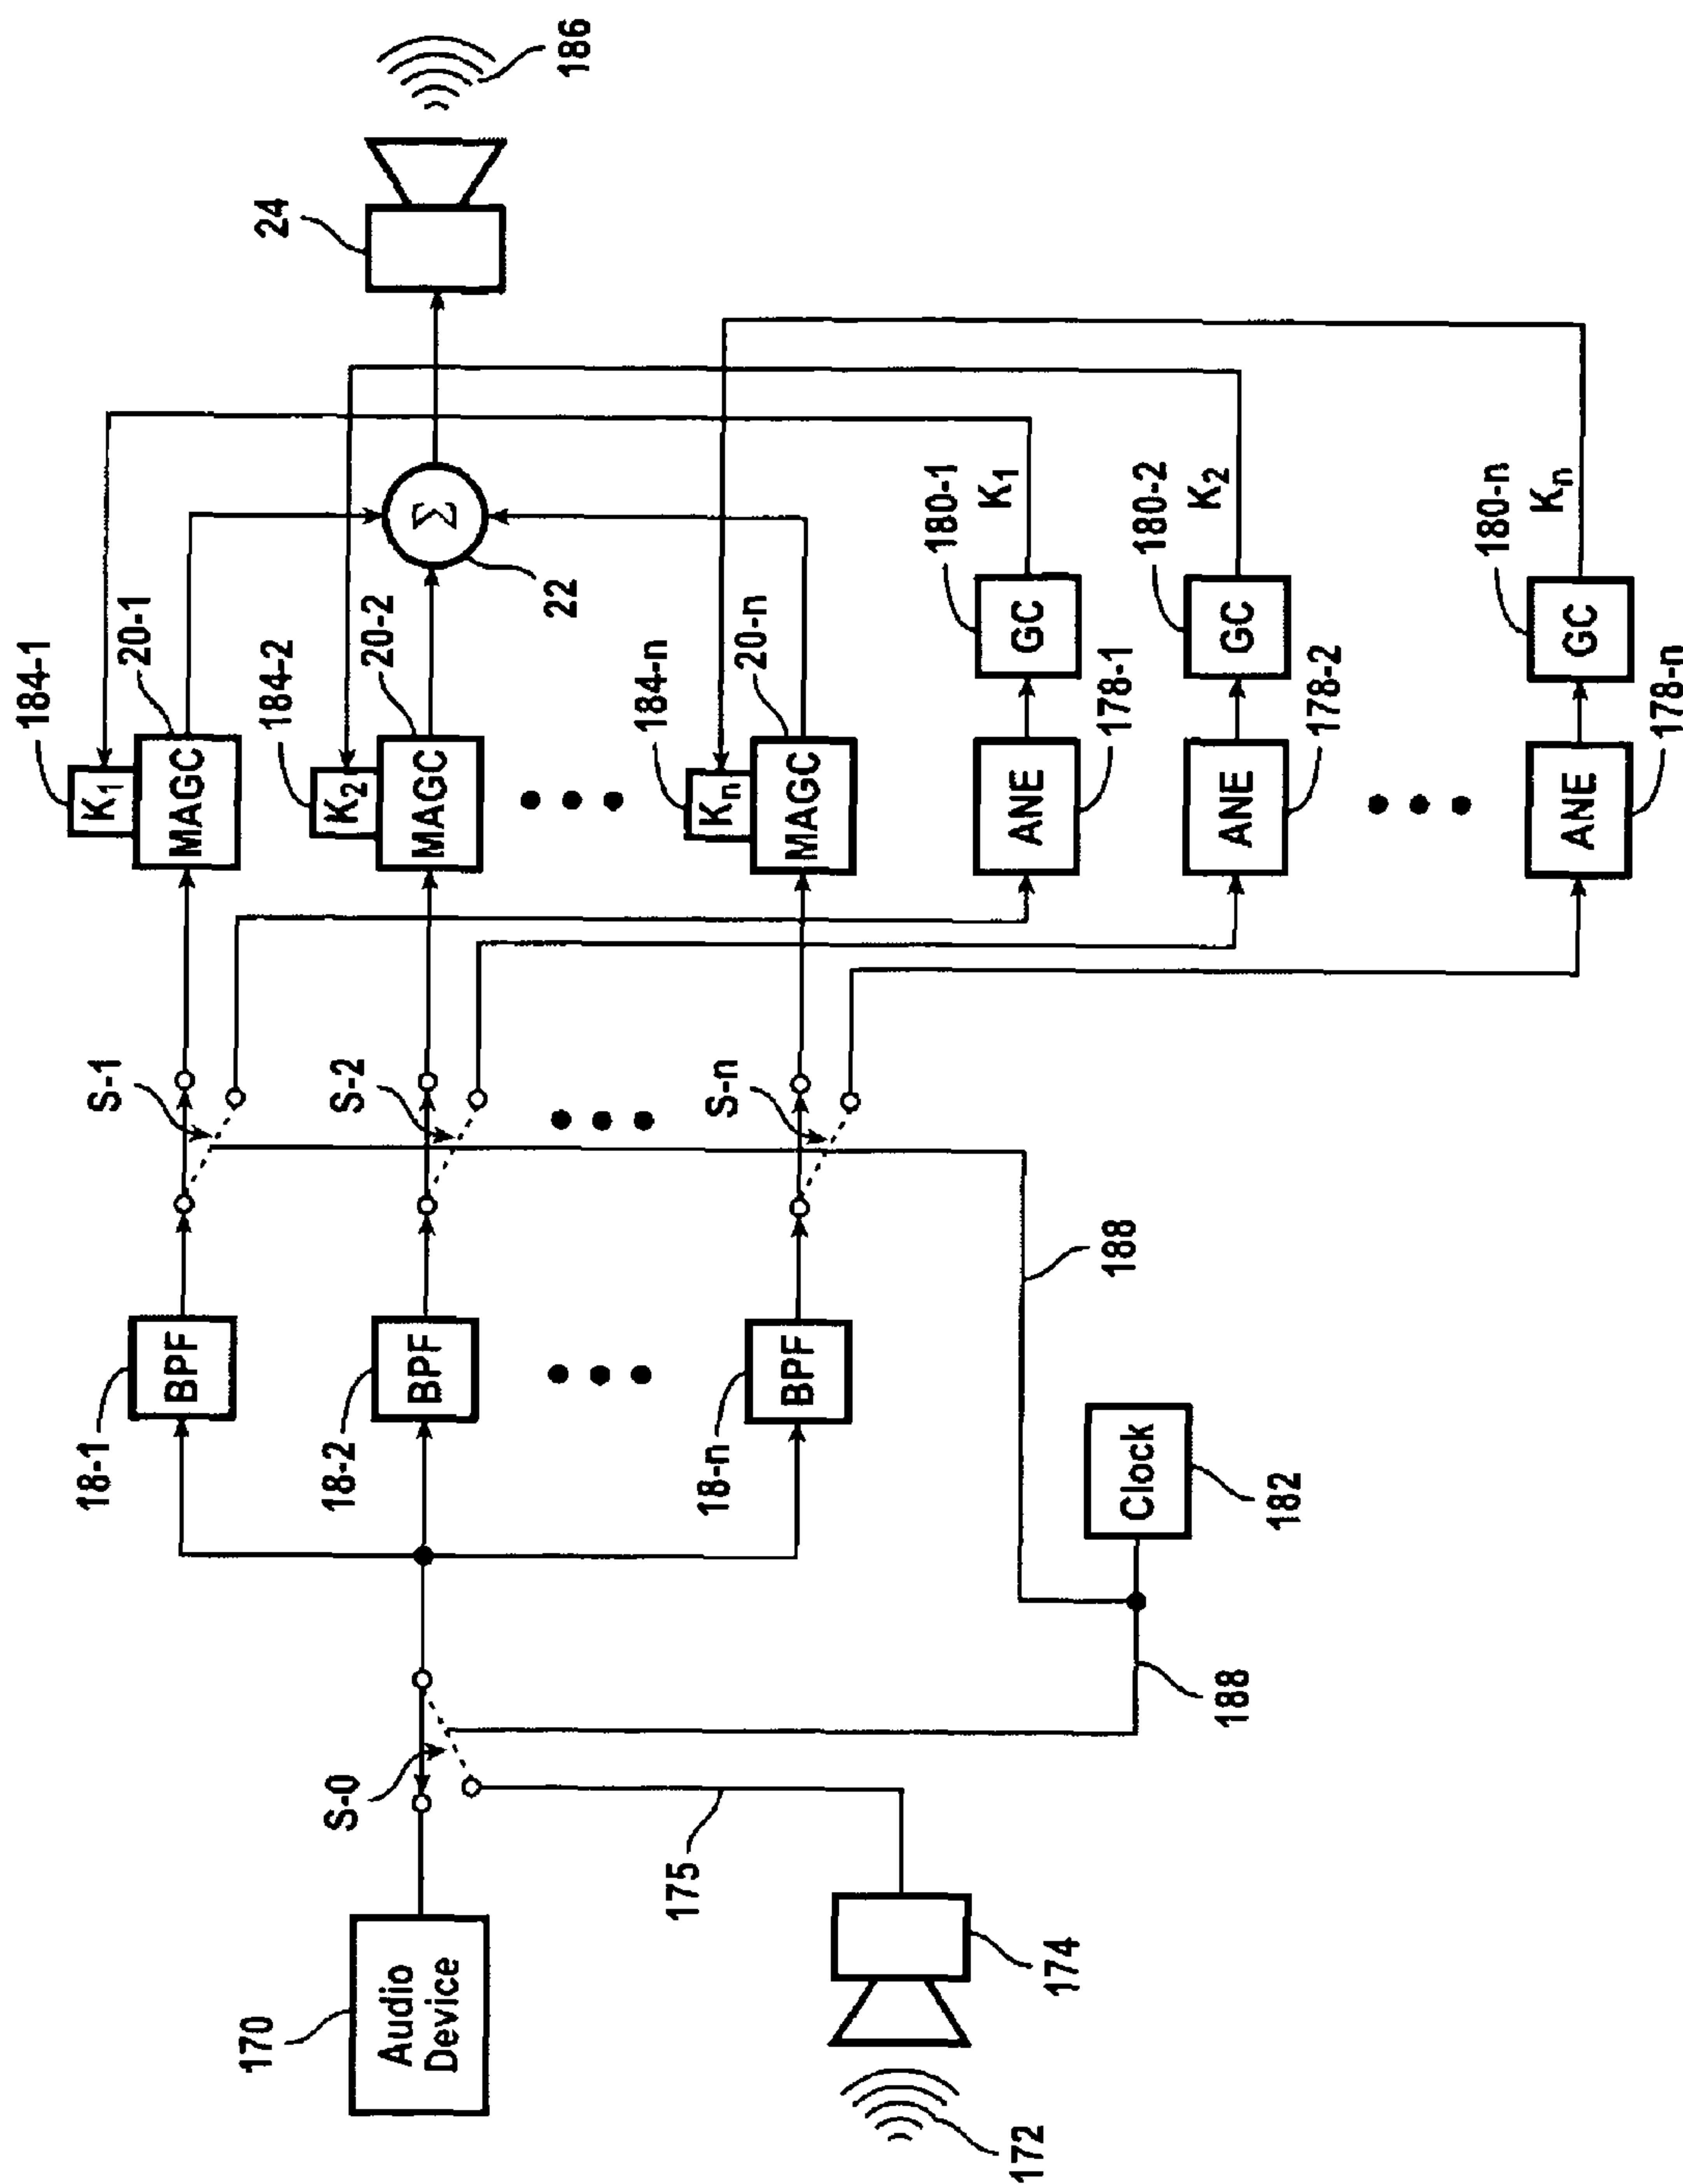 170
Audio
Device
S-0
175
174
172
188
Clock
182
188
18-1
BPF
18-2
BPF
18-n
BPF
S-1
S-2
S-n
184-1
K1
20-1
MAGC
184-2
K2
20-2
MAGC
184-n
Kn
20-n
MAGC
Σ
22
24
186
ANE
178-1
GC
180-1
K1
ANE
178-2
GC
180-2
K2
ANE
178-n
GC
180-n
Kn